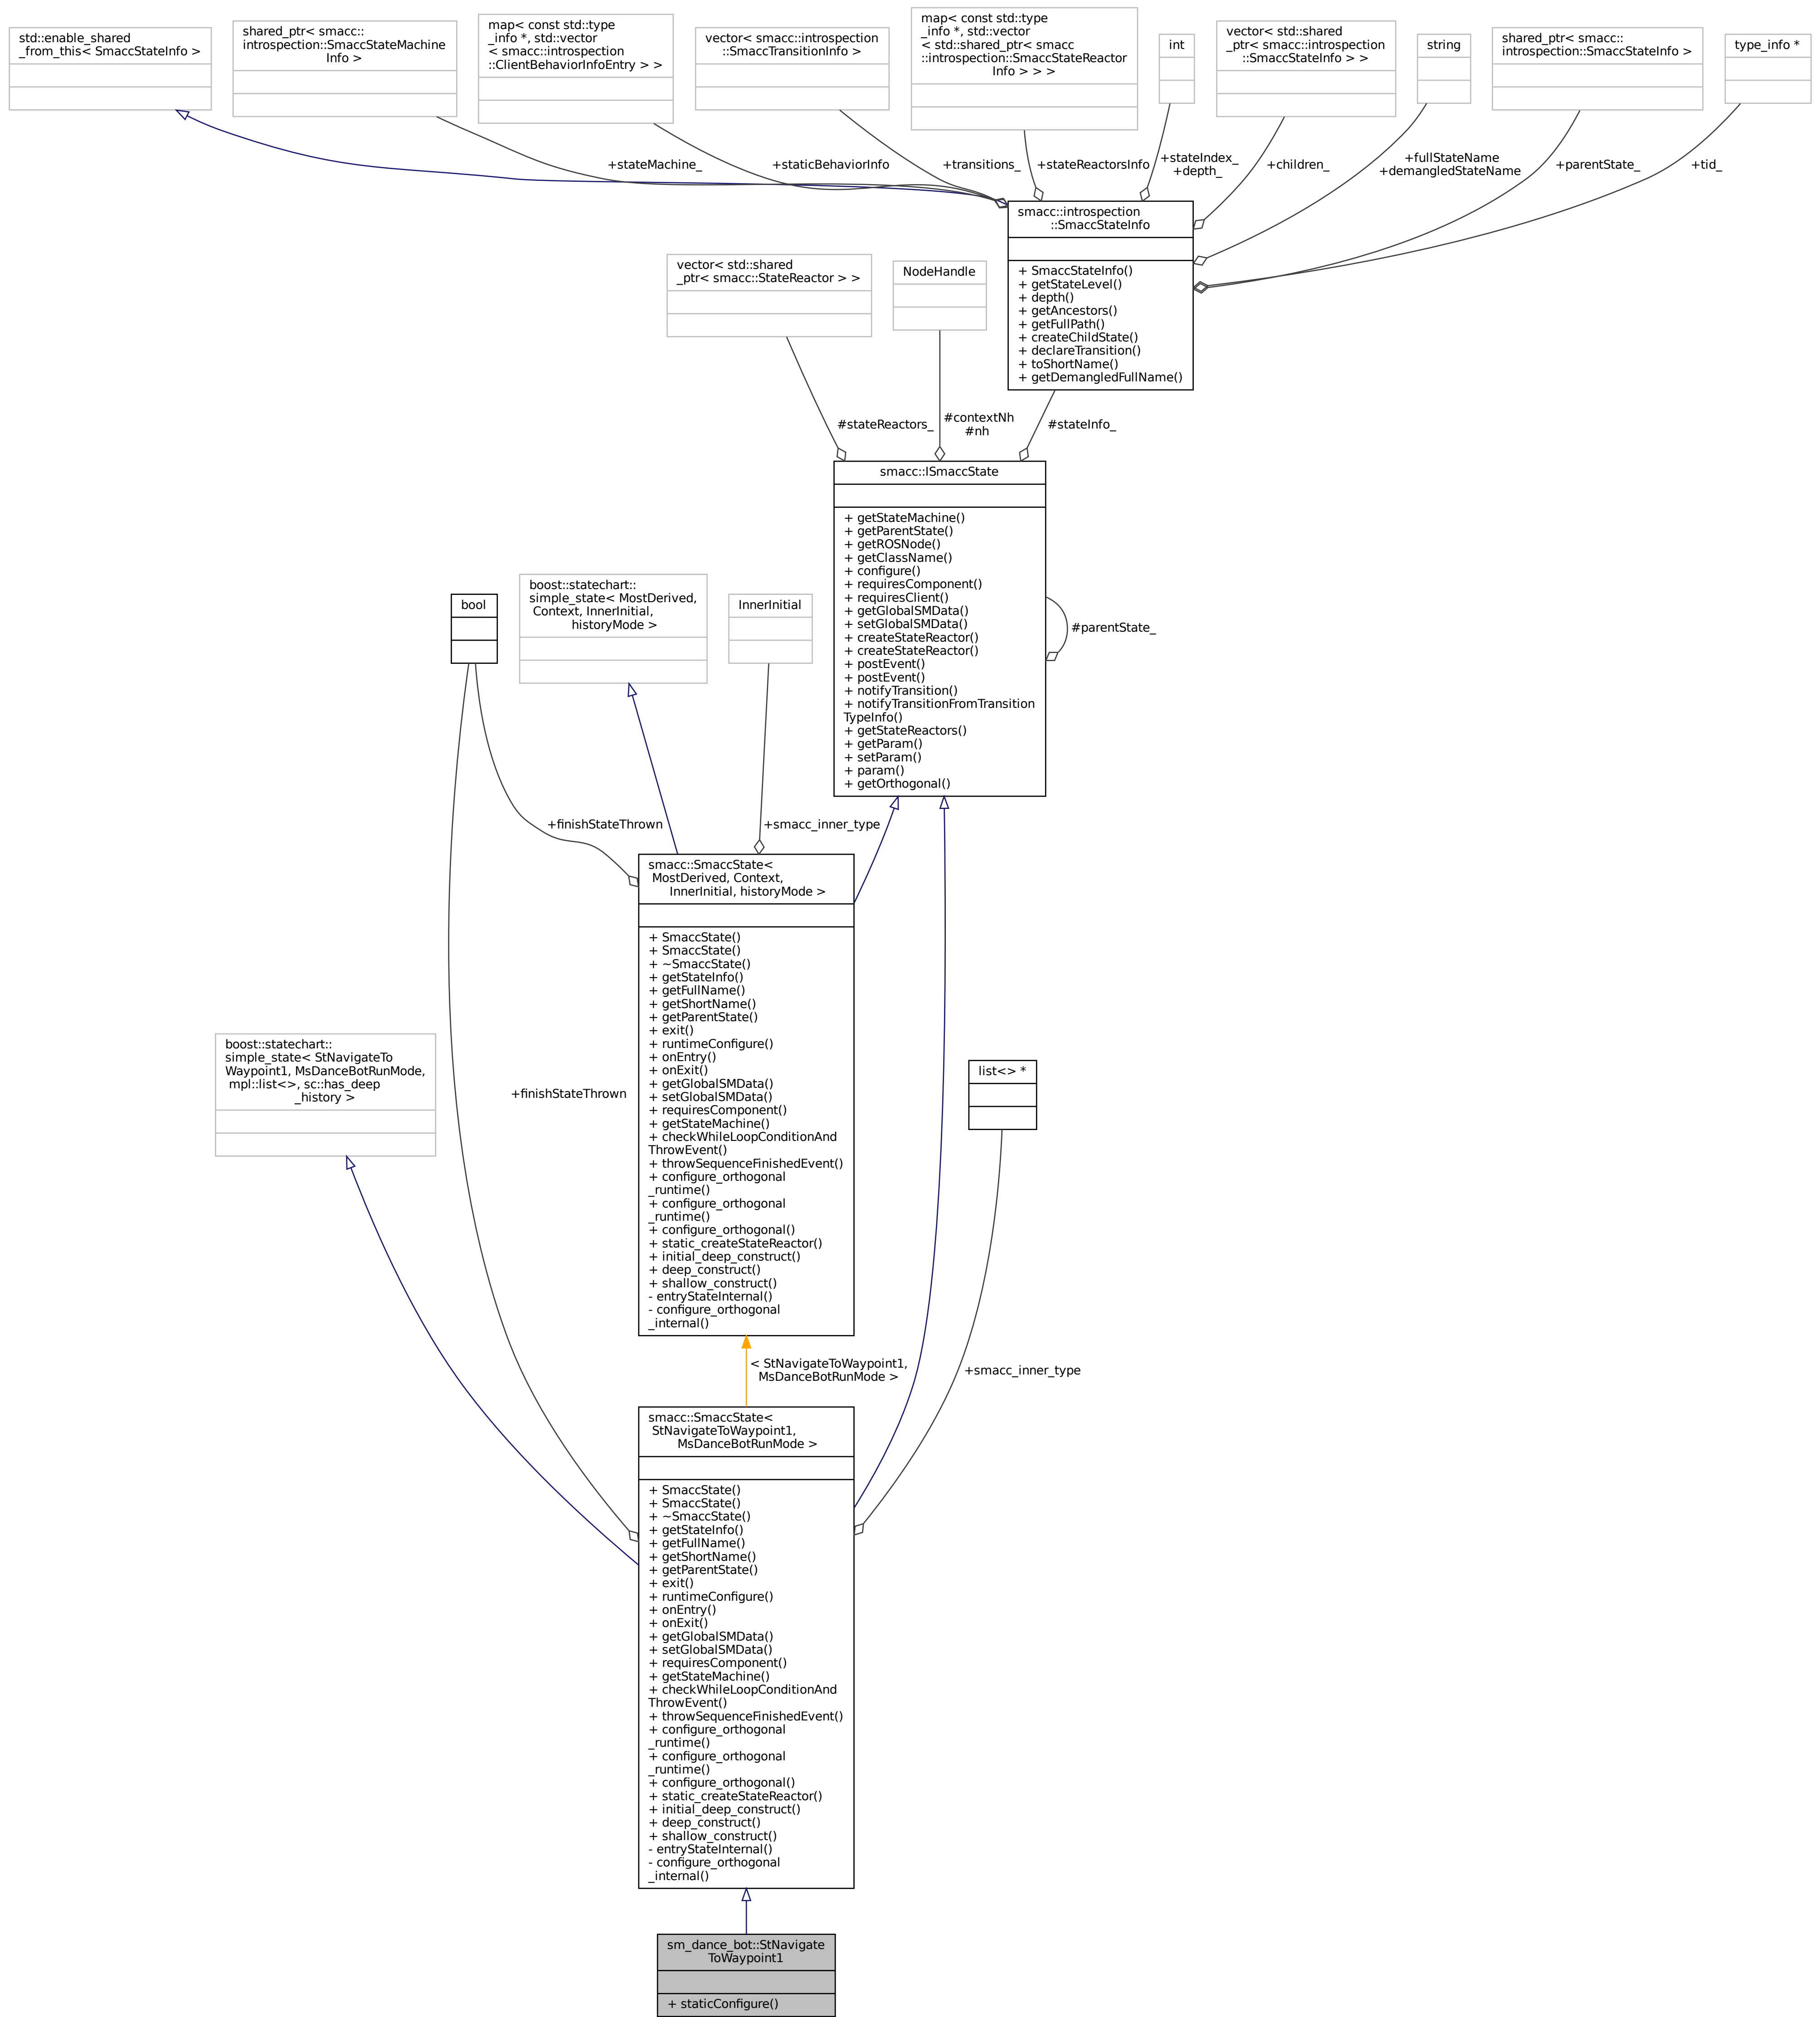 std::enable_shared
_from_this< SmaccStateInfo >
shared_ptr< smacc::
introspection::SmaccStateMachine
Info >
map< const std::type
_info *, std::vector
< smacc::introspection
::ClientBehaviorInfoEntry > >
vector< smacc::introspection
::SmaccTransitionInfo >
map< const std::type
_info *, std::vector
< std::shared_ptr< smacc
::introspection::SmaccStateReactor
Info > > >
int
vector< std::shared
_ptr< smacc::introspection
::SmaccStateInfo > >
string
shared_ptr< smacc::
introspection::SmaccStateInfo >
type_info *
+stateMachine_
+staticBehaviorInfo
+transitions_
+stateReactorsInfo
+stateIndex_
+depth_
+children_
+fullStateName
+demangledStateName
+parentState_
+tid_
smacc::introspection
::SmaccStateInfo
+ SmaccStateInfo()
+ getStateLevel()
+ depth()
+ getAncestors()
+ getFullPath()
+ createChildState()
+ declareTransition()
+ toShortName()
+ getDemangledFullName()
vector< std::shared
_ptr< smacc::StateReactor > >
NodeHandle
#stateReactors_
#contextNh
#nh
#stateInfo_
smacc::ISmaccState
+ getStateMachine()
+ getParentState()
+ getROSNode()
+ getClassName()
+ configure()
+ requiresComponent()
+ requiresClient()
+ getGlobalSMData()
+ setGlobalSMData()
+ createStateReactor()
+ createStateReactor()
+ postEvent()
+ postEvent()
+ notifyTransition()
+ notifyTransitionFromTransition
TypeInfo()
+ getStateReactors()
+ getParam()
+ setParam()
+ param()
+ getOrthogonal()
#parentState_
bool
boost::statechart::
simple_state< MostDerived,
Context, InnerInitial,
historyMode >
InnerInitial
+finishStateThrown
+smacc_inner_type
smacc::SmaccState<
MostDerived, Context,
InnerInitial, historyMode >
+ SmaccState()
+ SmaccState()
+ ~SmaccState()
+ getStateInfo()
+ getFullName()
+ getShortName()
+ getParentState()
+ exit()
+ runtimeConfigure()
+ onEntry()
+ onExit()
+ getGlobalSMData()
+ setGlobalSMData()
+ requiresComponent()
+ getStateMachine()
+ checkWhileLoopConditionAnd
ThrowEvent()
+ throwSequenceFinishedEvent()
+ configure_orthogonal
_runtime()
+ configure_orthogonal
_runtime()
+ configure_orthogonal()
+ static_createStateReactor()
+ initial_deep_construct()
+ deep_construct()
+ shallow_construct()
- entryStateInternal()
- configure_orthogonal
_internal()
boost::statechart::
simple_state< StNavigateTo
Waypoint1, MsDanceBotRunMode,
mpl::list<>, sc::has_deep
_history >
+finishStateThrown
list<> *
< StNavigateToWaypoint1,
MsDanceBotRunMode >
+smacc_inner_type
smacc::SmaccState<
StNavigateToWaypoint1,
MsDanceBotRunMode >
+ SmaccState()
+ SmaccState()
+ ~SmaccState()
+ getStateInfo()
+ getFullName()
+ getShortName()
+ getParentState()
+ exit()
+ runtimeConfigure()
+ onEntry()
+ onExit()
+ getGlobalSMData()
+ setGlobalSMData()
+ requiresComponent()
+ getStateMachine()
+ checkWhileLoopConditionAnd
ThrowEvent()
+ throwSequenceFinishedEvent()
+ configure_orthogonal
_runtime()
+ configure_orthogonal
_runtime()
+ configure_orthogonal()
+ static_createStateReactor()
+ initial_deep_construct()
+ deep_construct()
+ shallow_construct()
- entryStateInternal()
- configure_orthogonal
_internal()
sm_dance_bot::StNavigate
ToWaypoint1
+ staticConfigure()